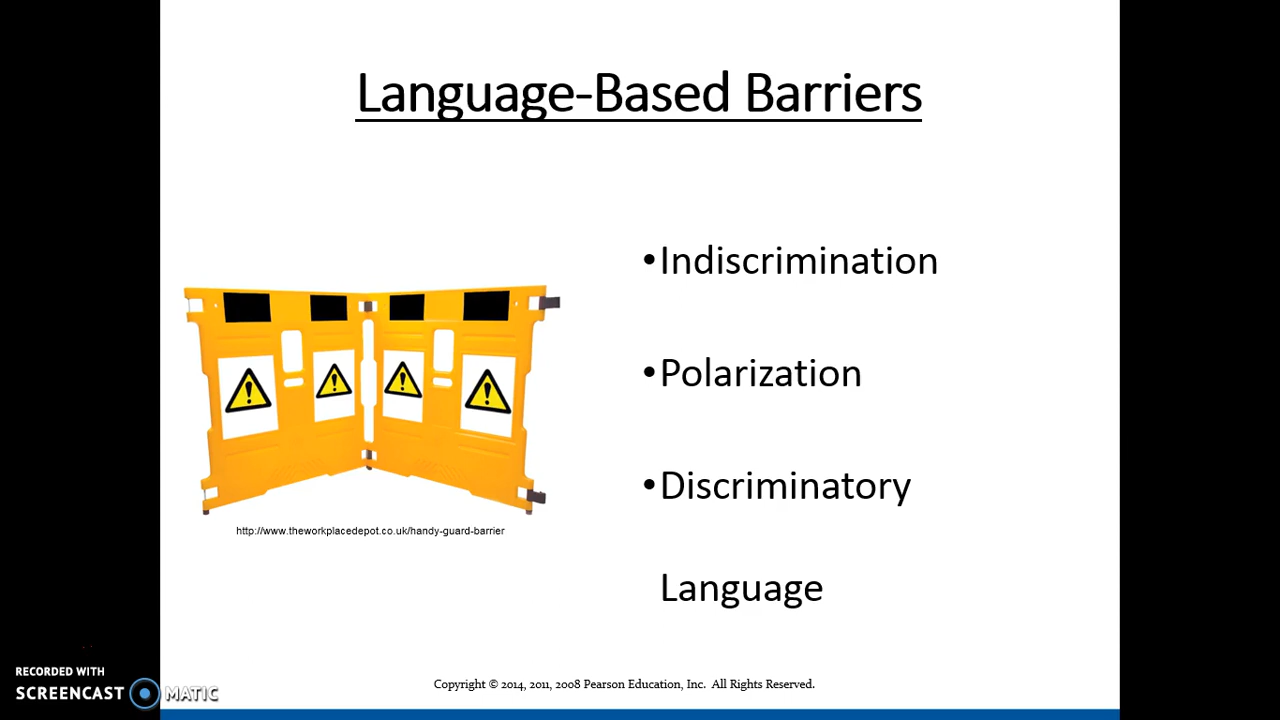 Language-Based Barriers
•Indiscrimination
•Polarization
•Discriminatory
Language
http://www.theworkplacedepot.co.uk/handy-guard-barrier
RECORDED WITH
SCREENCAST MATIC
Copyright © 2014, 2011, 2008 Pearson Education, Inc. All Rights Reserved.